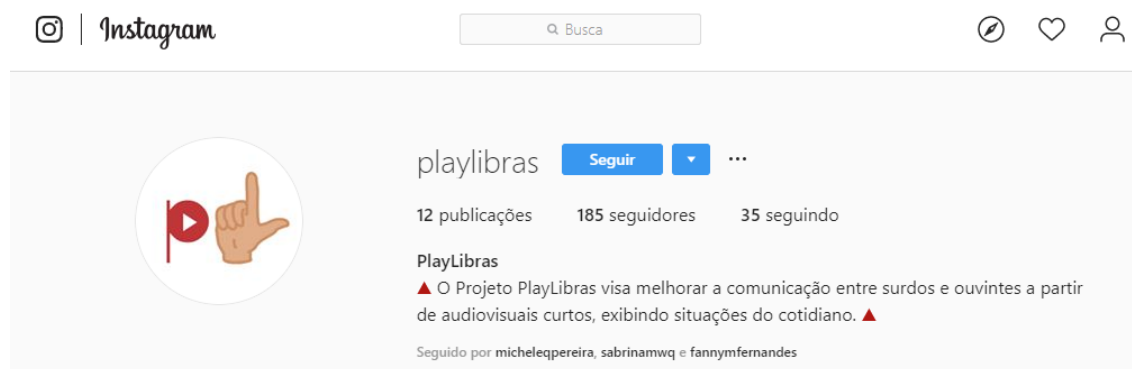 Instagram
Busca
playlibras Seguir ...
12 publicações 185 seguidores 35 seguindo
PlayLibras
▲ O Projeto PlayLibras visa melhorar a comunicação entre surdos e ouvintes a partir
de audiovisuais curtos, exibindo situações do cotidiano. ▲
Seguido por micheleqpereira, sabrinamwq e fannymfernandes